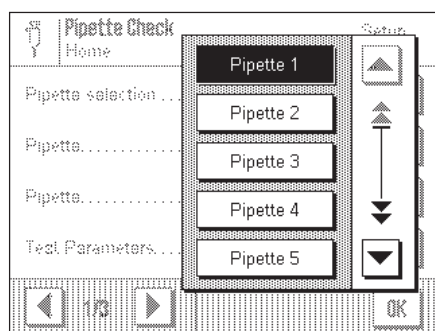 Pipette Check
Home
Setup
Pipette selection . . .
Pipette. . . . . . . . . . . .
Pipette. . . . . . . . . . . .
Test Parameters. . . .
Pipette 1
Pipette 2
Pipette 3
Pipette 4
Pipette 5
1/3
OK